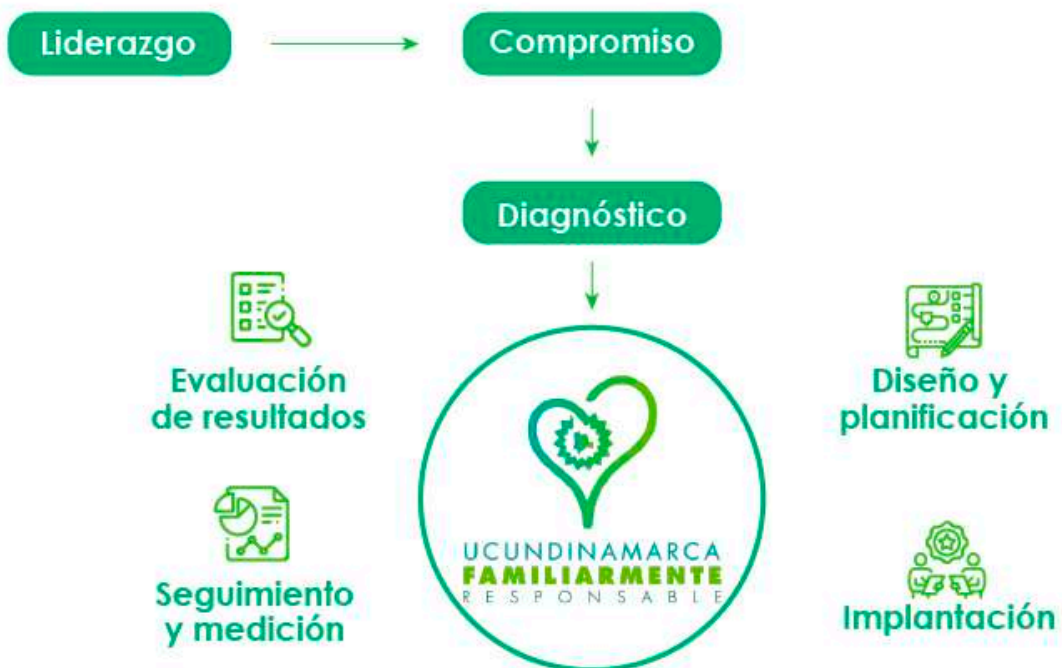 Liderazgo
Compromiso
Diagnóstico
Evaluación
de resultados
Diseño y
planificación
UCUNDINAMARCA
FAMILIARMENTE
RESPONSABLE
Seguimiento
y medición
Implantación